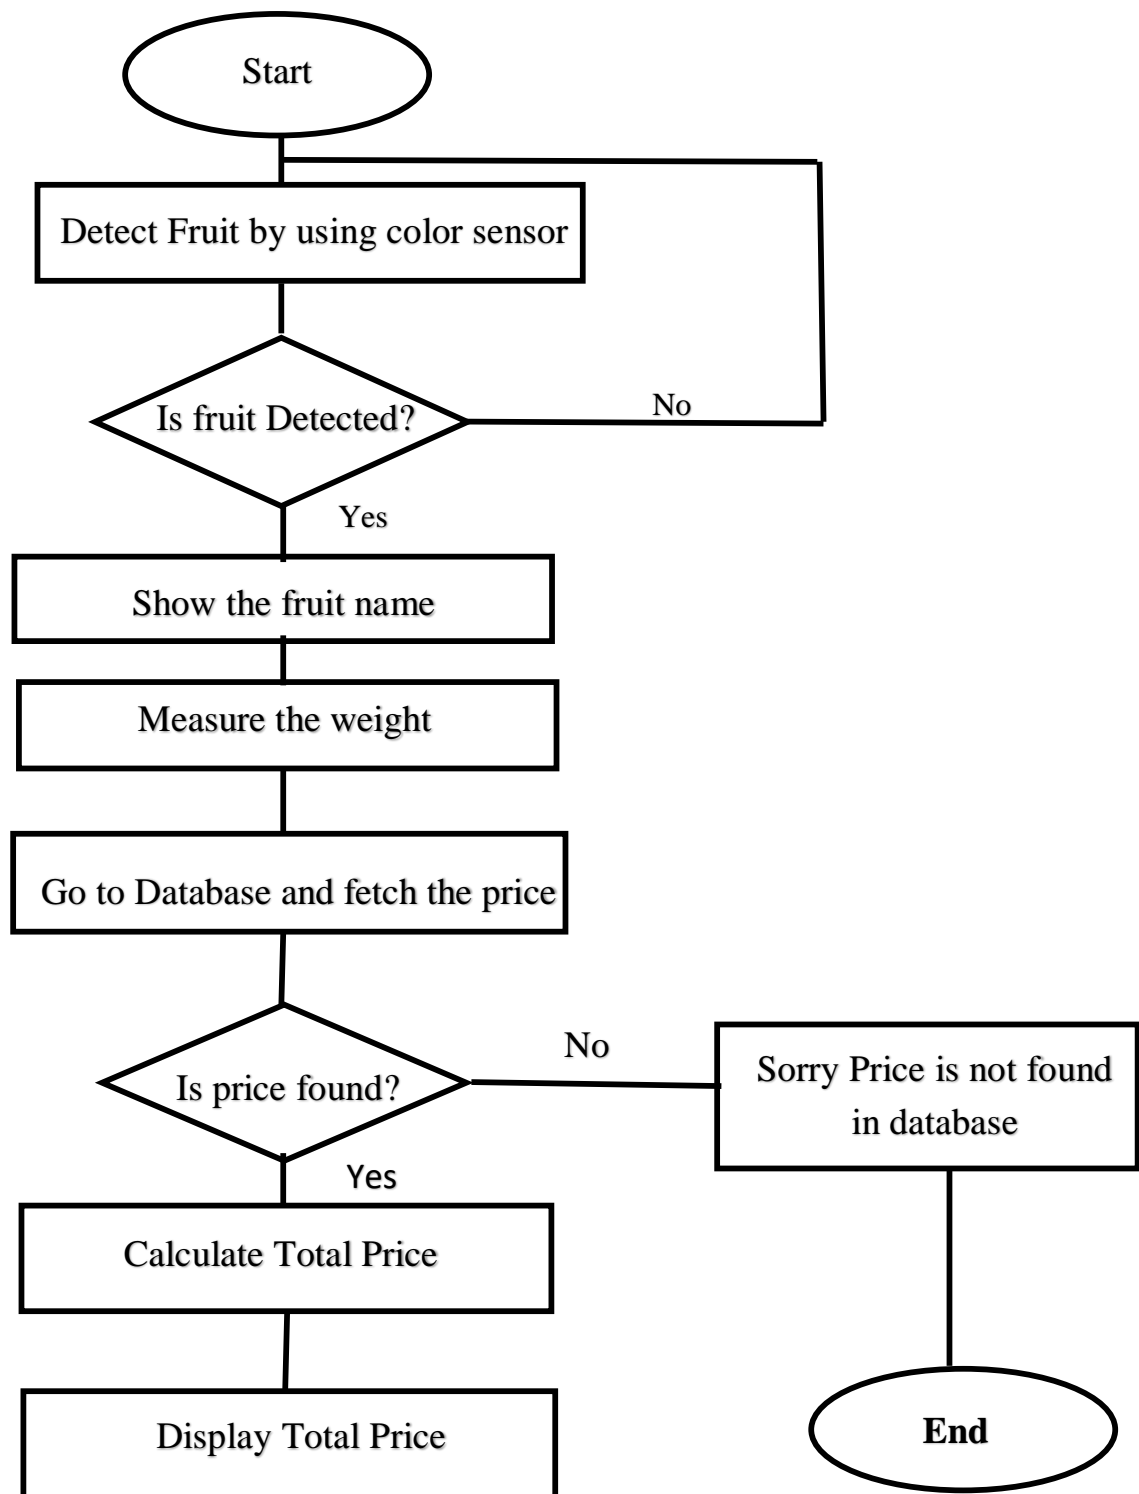 Start
Detect Fruit by using color sensor
Is fruit Detected?
No
Yes
Show the fruit name
Measure the weight
Go to Database and fetch the price
Is price found?
No
Sorry Price is not found
in database
Yes
Calculate Total Price
Display Total Price
End